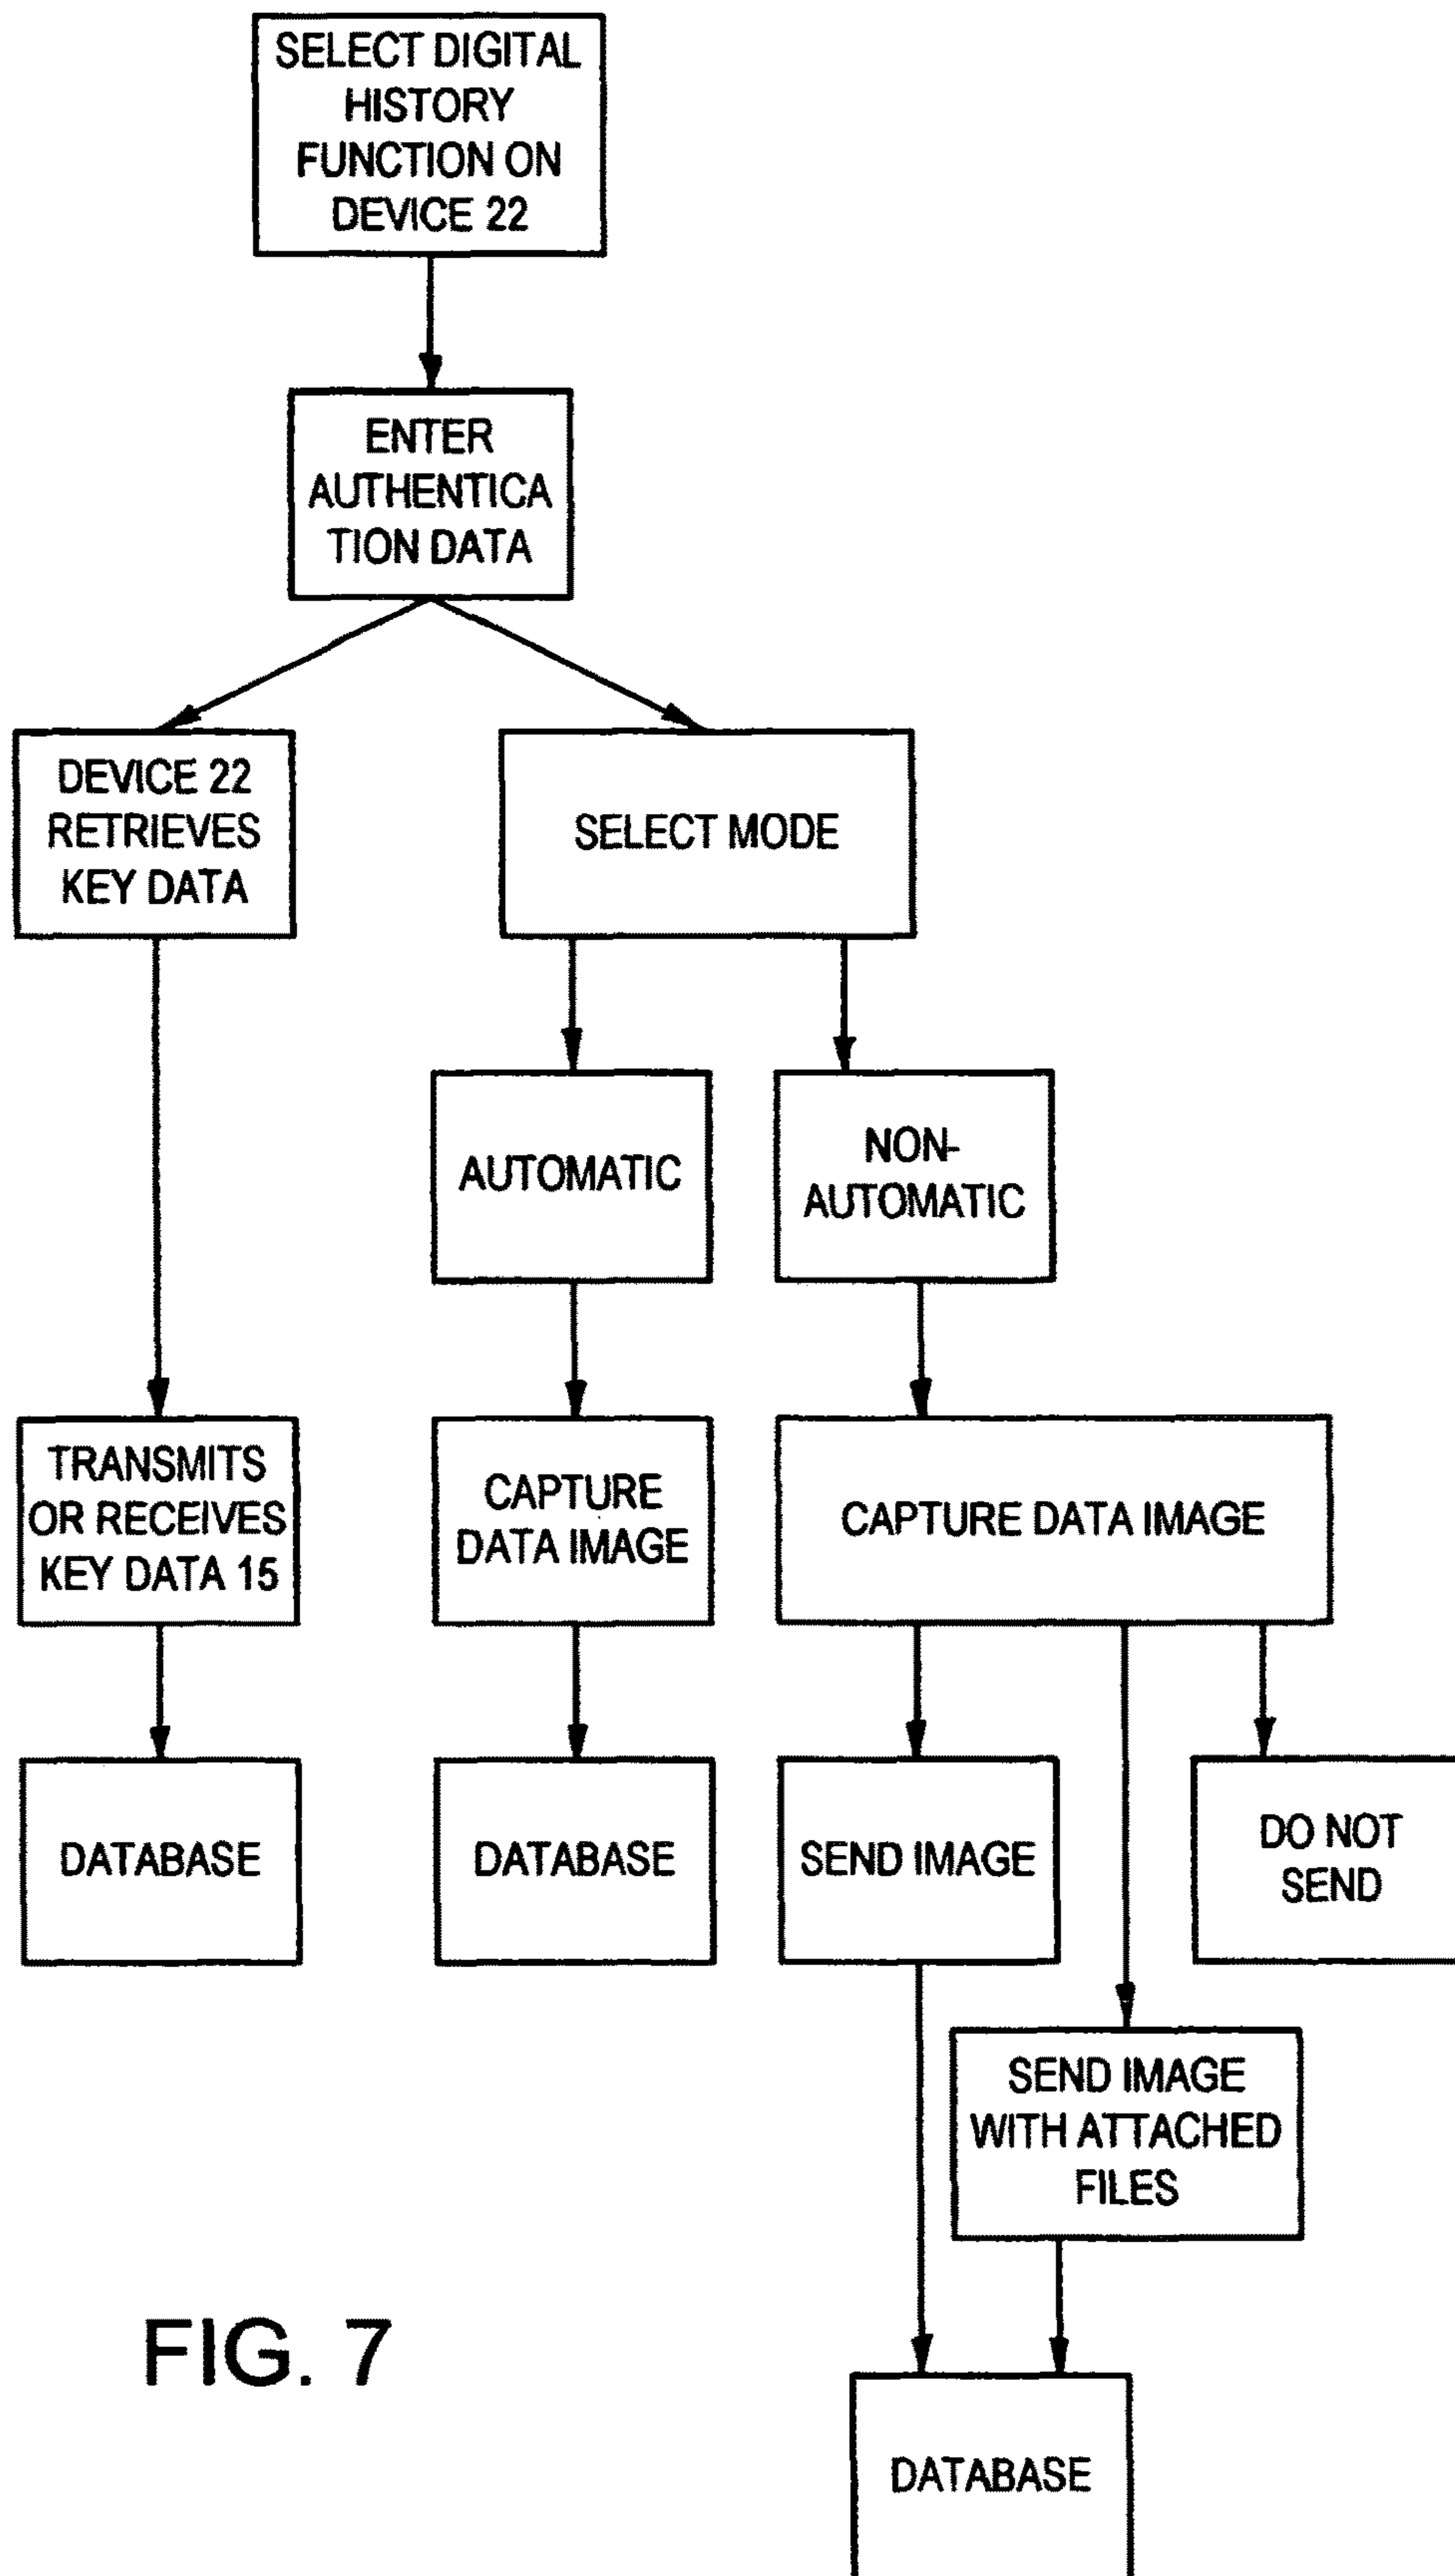 SELECT DIGITAL
HISTORY
FUNCTION ON
DEVICE 22
ENTER
AUTHENTICA
TION DATA
DEVICE 22
RETRIEVES
KEY DATA
SELECT MODE
AUTOMATIC
NON-
AUTOMATIC
TRANSMITS
OR RECEIVES
KEY DATA 15
CAPTURE
DATA IMAGE
CAPTURE DATA IMAGE
DATABASE
DATABASE
SEND IMAGE
DO NOT
SEND
SEND IMAGE
WITH ATTACHED
FILES
DATABASE
FIG. 7